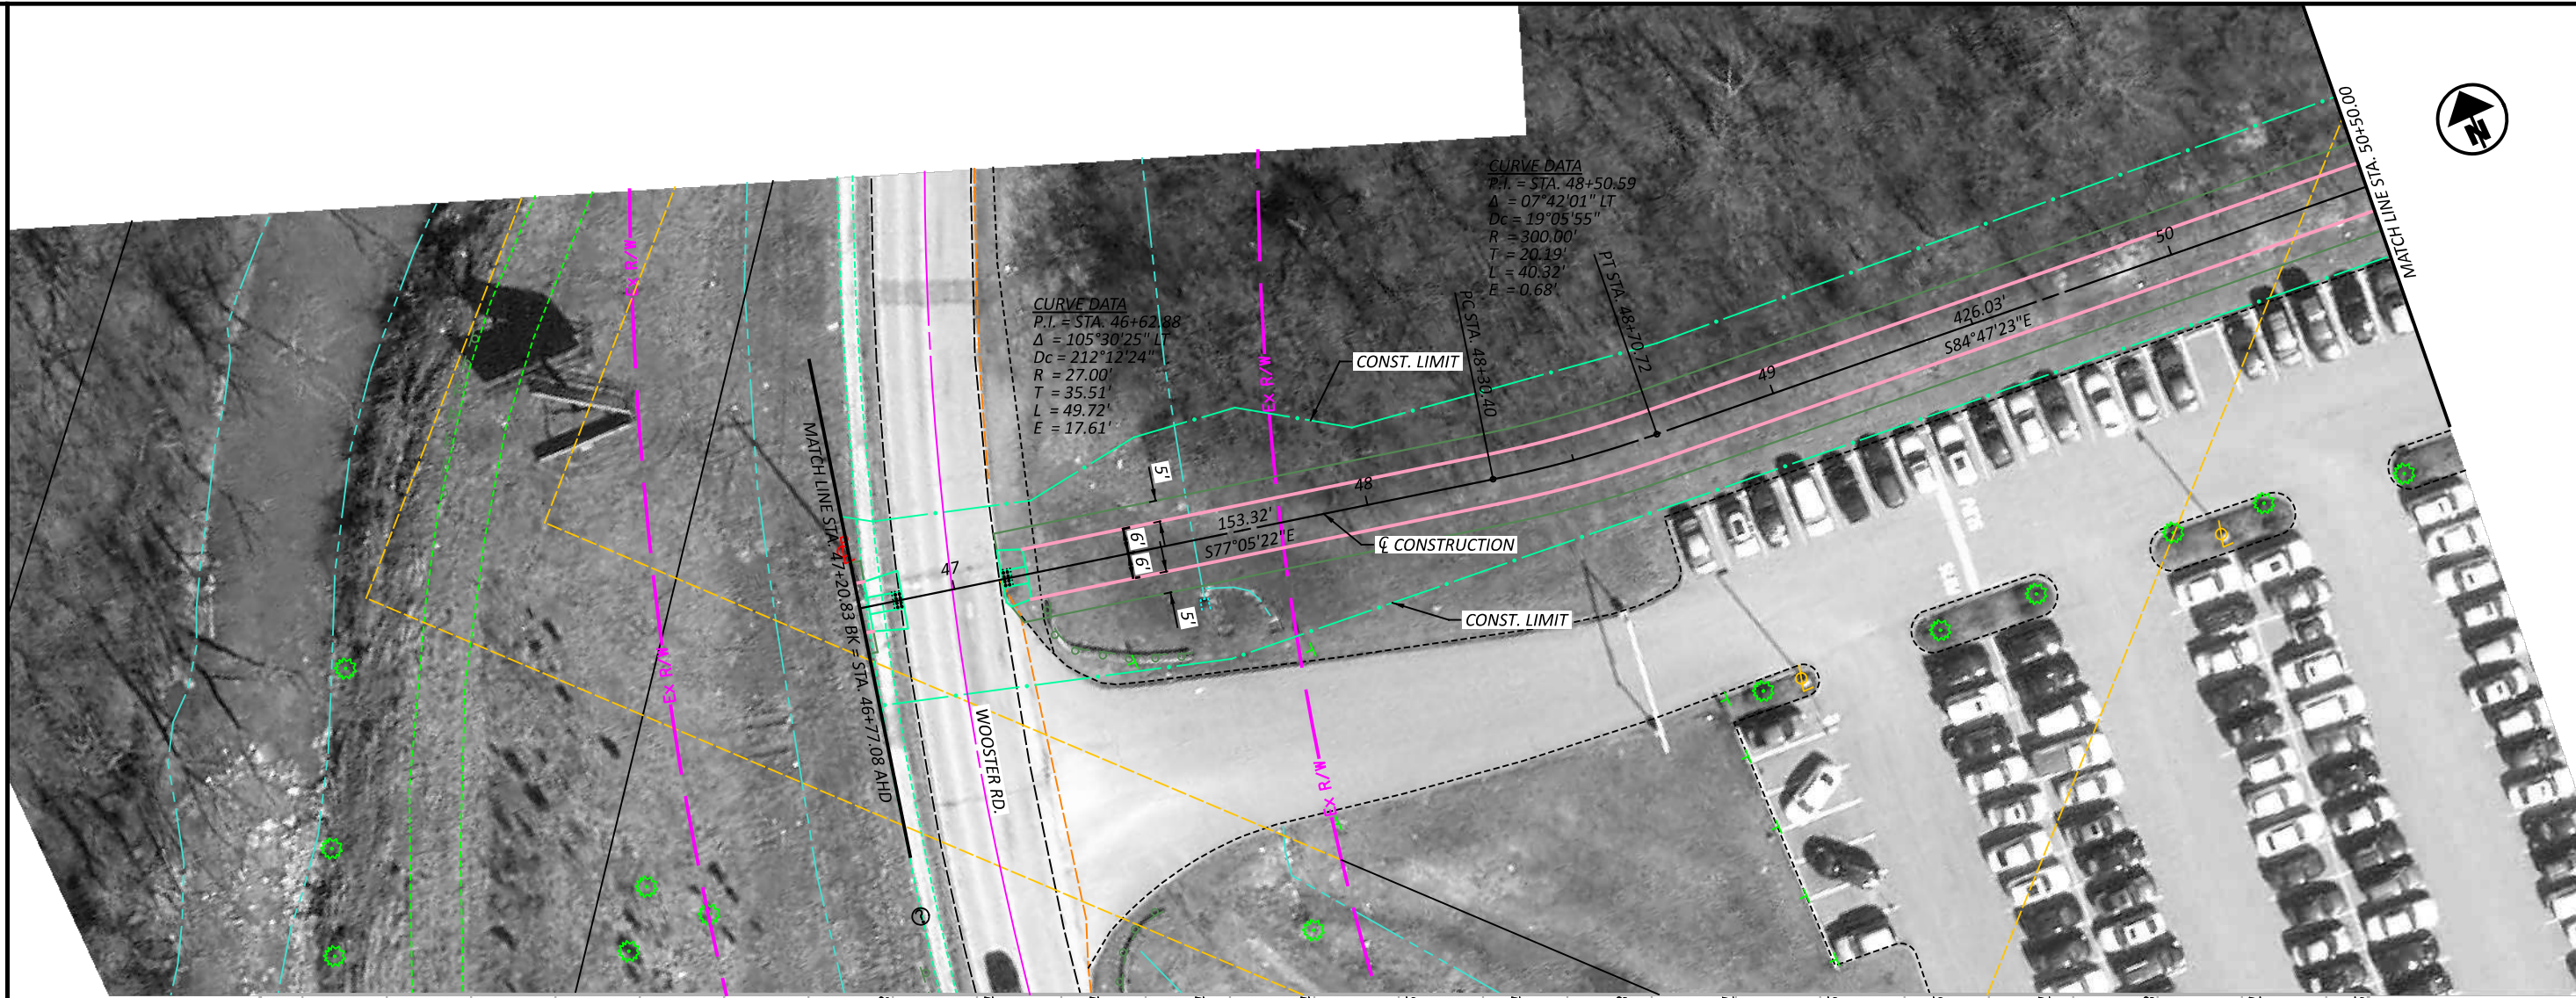 CURVE DATA
P.I. = STA. 46+62.88
Δ = 105°30'25" LT
Dc = 212°12'24"
R = 27.00'
T = 35.51'
L = 49.72'
E = 17.61'
CURVE DATA
P.I. = STA. 48+50.59
Δ = 07°42'01" LT
Dc = 19°05'55"
R = 300.00'
T = 20.19'
L = 40.32'
E = 0.68'
N
MATCH LINE STA. 50+50.00
PC STA. 48+30.40
PT STA. 48+70.72
CONST. LIMIT
Ex R/W
Ex R/W
Ex R/W
Ex R/W
MATCH LINE STA. 47+20.83 BK = STA. 46+77.08 AHD
WOOSTER RD.
47
48
49
50
5'
6'
6'
5'
153.32'
S77°05'22"E
426.03'
S84°47'23"E
℄ CONSTRUCTION
CONST. LIMIT